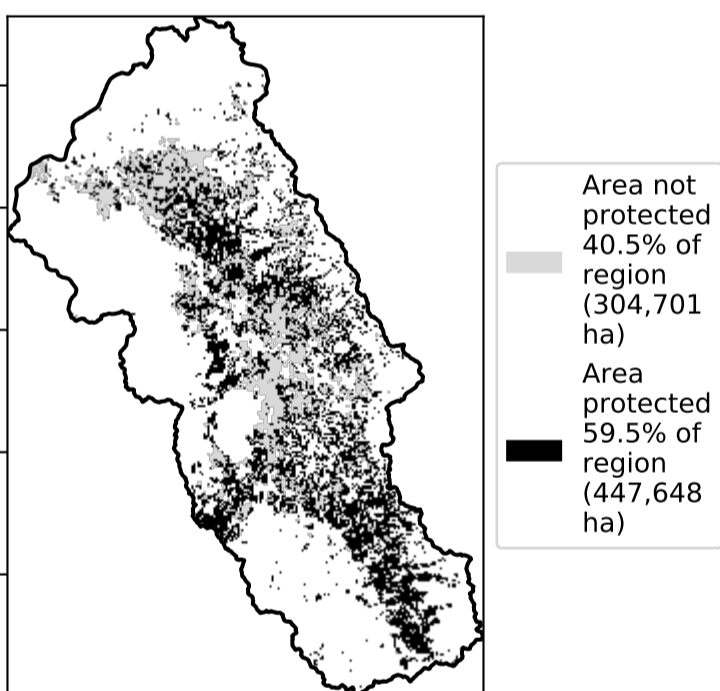 Area not
protected
40.5% of
region
(304,701
ha)
Area
protected
59.5% of
region
(447,648
ha)